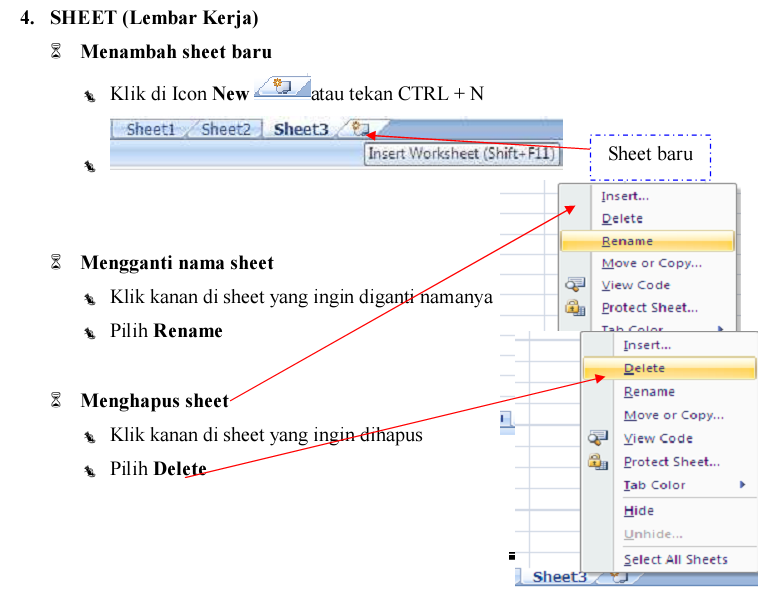 4. SHEET (Lembar Kerja)
Menambah sheet baru
Klik di Icon New atau tekan CTRL + N
Sheet1 Sheet2 Sheet3
Insert Worksheet (Shift+F11)
Sheet baru
Insert...
Delete
Rename
Move or Copy...
View Code
Protect Sheet...
Tab Color
Mengganti nama sheet
Klik kanan di sheet yang ingin diganti namanya
Pilih Rename
Menghapus sheet
Klik kanan di sheet yang ingin dihapus
Pilih Delete
Insert...
Delete
Rename
Move or Copy...
View Code
Protect Sheet...
Tab Color
Hide
Unhide...
Select All Sheets
Sheet3